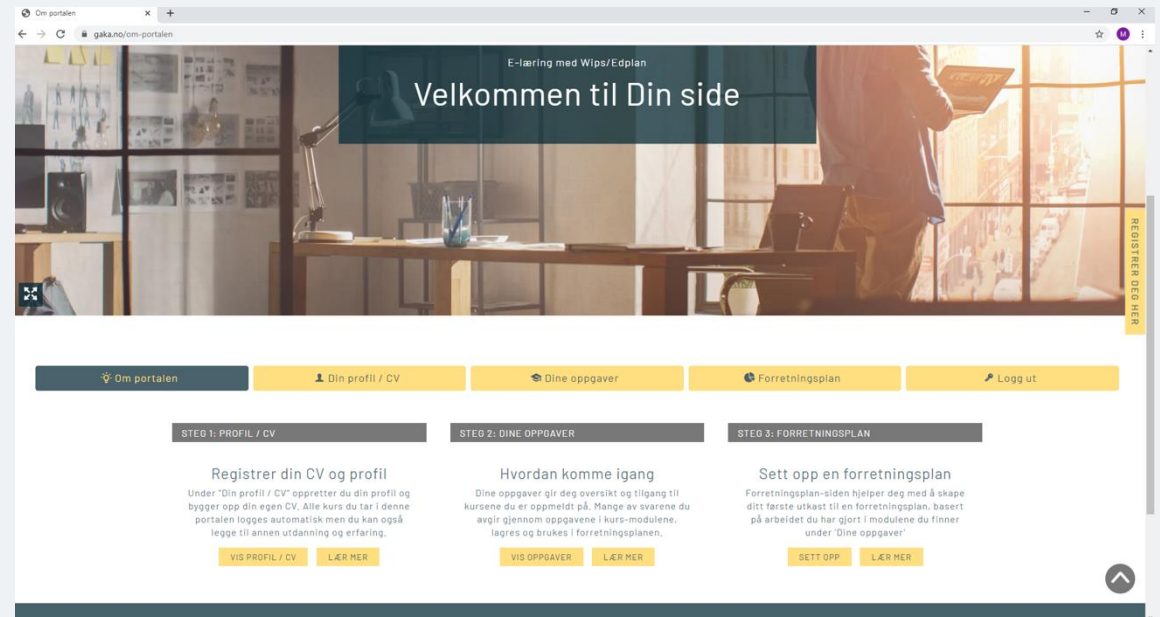 Om portalen
gaka.no/om-portalen
M
E-læring med Wips/Edplan
Velkommen til Din side
REGISTRER DEG HER
Om portalen
Din profil / CV
Dine oppgaver
Forretningsplan
Logg ut
STEG 1: PROFIL / CV
Registrer din CV og profil
Under "Din profil / CV" oppretter du din profil og
bygger opp din egen CV. Alle kurs du tar i denne
portalen logges automatisk men du kan også
legge til annen utdanning og erfaring.
VIS PROFIL / CV
LÆR MER
STEG 2: DINE OPPGAVER
Hvordan komme igang
Dine oppgaver gir deg oversikt og tilgang til
kursene du er oppmeldt på. Mange av svarene du
avgir gjennom oppgavene i kurs-modulene,
lagres og brukes i forretningsplanen.
VIS OPPGAVER
LÆR MER
STEG 3: FORRETNINGSPLAN
Sett opp en forretningsplan
Forretningsplan-siden hjelper deg med å skape
ditt første utkast til en forretningsplan, basert
på arbeidet du har gjort i modulene du finner
under 'Dine oppgaver'
SETT OPP
LÆR MER